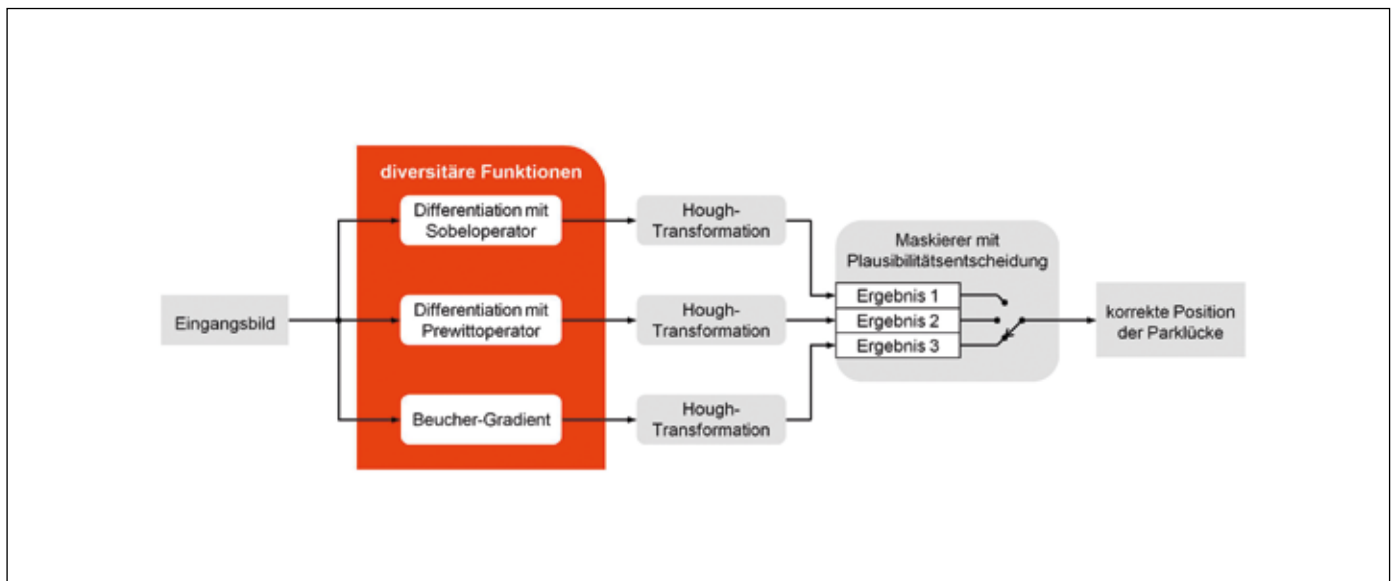 diversitäre Funktionen
Differentiation mit
Sobeloperator
Hough-
Transformation
Maskierer mit
Plausibilitätsentscheidung
Eingangsbild
Differentiation mit
Prewittoperator
Hough-
Transformation
Ergebnis 1
Ergebnis 2
Ergebnis 3
korrekte Position
der Parklücke
Beucher-Gradient
Hough-
Transformation